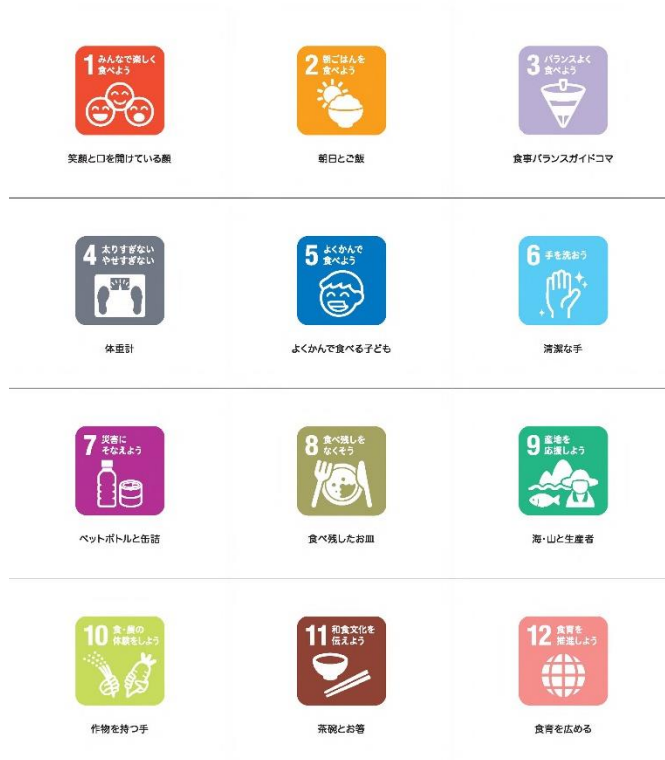 1 みんなで楽しく
食べよう
笑顔と口を開けている顔
2 朝ごはんを
食べよう
朝日とご飯
3 バランスよく
食べよう
食事バランスガイドコマ
4 太りすぎない
やせすぎない
体重計
5 よくかんで
食べよう
よくかんで食べる子ども
6 手を洗おう
清潔な手
7 災害に
そなえよう
ペットボトルと缶詰
8 食べ残しを
なくそう
食べ残したお皿
9 産地を
応援しよう
海・山と生産者
10 食・農の
体験をしよう
作物を持つ手
11 和食文化を
伝えよう
茶碗とお箸
12 食育を
推進しよう
食育を広める